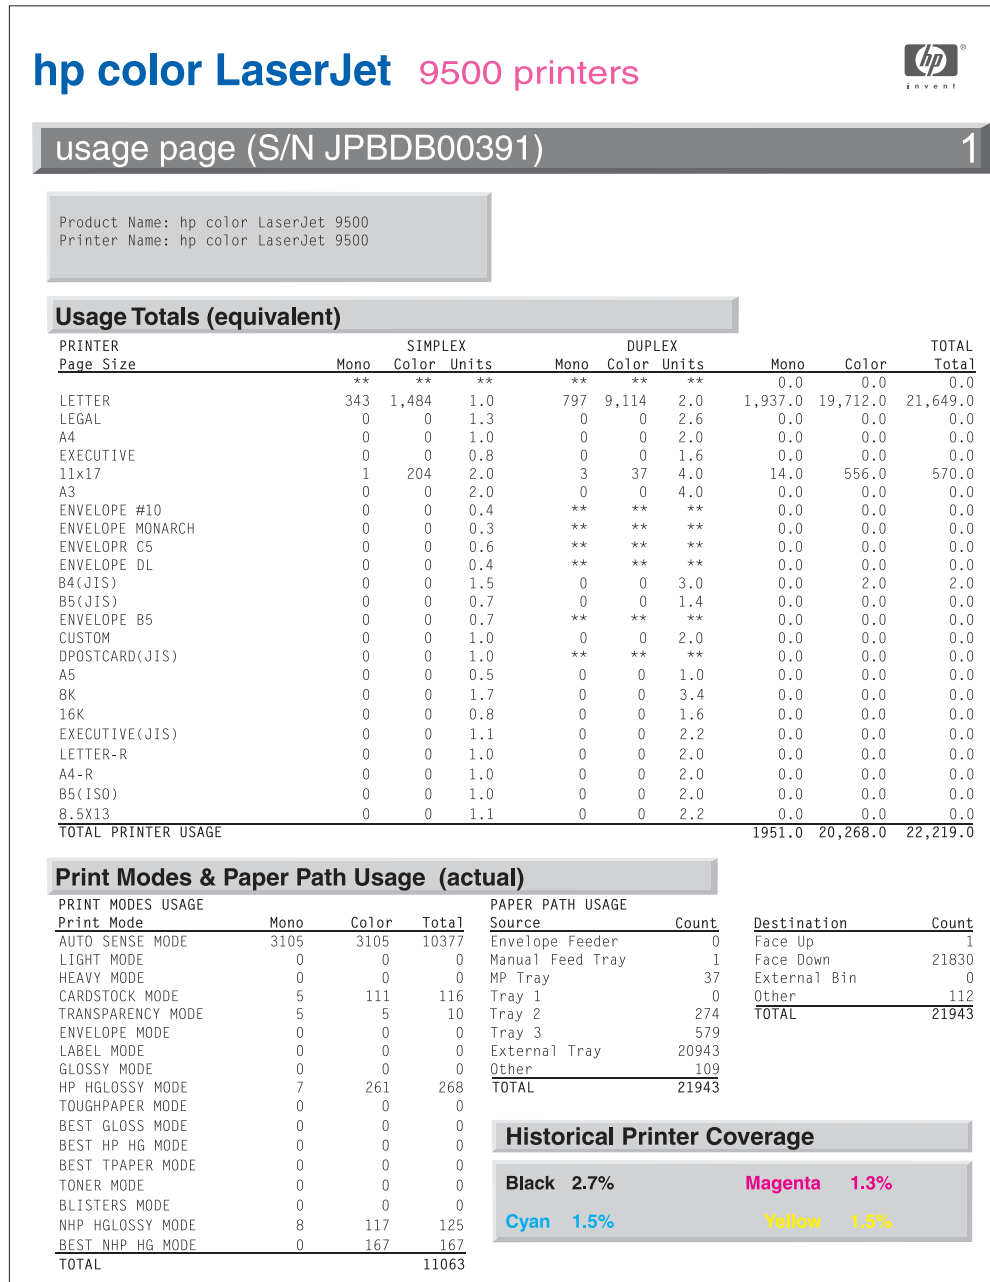 hp color LaserJet 9500 printers
hp
®
invent
usage page (S/N JPBDB00391) 1
Product Name: hp color LaserJet 9500
Printer Name: hp color LaserJet 9500
Usage Totals (equivalent)
PRINTER SIMPLEX DUPLEX TOTAL
Page Size Mono Color Units Mono Color Units Mono Color Total
** ** ** ** ** ** 0.0 0.0 0.0
LETTER 343 1,484 1.0 797 9,114 2.0 1,937.0 19,712.0 21,649.0
LEGAL 0 0 1.3 0 0 2.6 0.0 0.0 0.0
A4 0 0 1.0 0 0 2.0 0.0 0.0 0.0
EXECUTIVE 0 0 0.8 0 0 1.6 0.0 0.0 0.0
11x17 1 204 2.0 3 37 4.0 14.0 556.0 570.0
A3 0 0 2.0 0 0 4.0 0.0 0.0 0.0
ENVELOPE #10 0 0 0.4 ** ** ** 0.0 0.0 0.0
ENVELOPE MONARCH 0 0 0.3 ** ** ** 0.0 0.0 0.0
ENVELOPR C5 0 0 0.6 ** ** ** 0.0 0.0 0.0
ENVELOPE DL 0 0 0.4 ** ** ** 0.0 0.0 0.0
B4(JIS) 0 0 1.5 0 0 3.0 0.0 2.0 2.0
B5(JIS) 0 0 0.7 0 0 1.4 0.0 0.0 0.0
ENVELOPE B5 0 0 0.7 ** ** ** 0.0 0.0 0.0
CUSTOM 0 0 1.0 0 0 2.0 0.0 0.0 0.0
DPOSTCARD(JIS) 0 0 1.0 ** ** ** 0.0 0.0 0.0
A5 0 0 0.5 0 0 1.0 0.0 0.0 0.0
8K 0 0 1.7 0 0 3.4 0.0 0.0 0.0
16K 0 0 0.8 0 0 1.6 0.0 0.0 0.0
EXECUTIVE(JIS) 0 0 1.1 0 0 2.2 0.0 0.0 0.0
LETTER-R 0 0 1.0 0 0 2.0 0.0 0.0 0.0
A4-R 0 0 1.0 0 0 2.0 0.0 0.0 0.0
B5(ISO) 0 0 1.0 0 0 2.0 0.0 0.0 0.0
8.5X13 0 0 1.1 0 0 2.2 0.0 0.0 0.0
TOTAL PRINTER USAGE 1951.0 20,268.0 22,219.0
Print Modes & Paper Path Usage (actual)
PRINT MODES USAGE
Print Mode Mono Color Total
AUTO SENSE MODE 3105 3105 10377
LIGHT MODE 0 0 0
HEAVY MODE 0 0 0
CARDSTOCK MODE 5 111 116
TRANSPARENCY MODE 5 5 10
ENVELOPE MODE 0 0 0
LABEL MODE 0 0 0
GLOSSY MODE 0 0 0
HP HGLOSSY MODE 7 261 268
TOUGHPAPER MODE 0 0 0
BEST GLOSS MODE 0 0 0
BEST HP HG MODE 0 0 0
BEST TPAPER MODE 0 0 0
TONER MODE 0 0 0
BLISTERS MODE 0 0 0
NHP HGLOSSY MODE 8 117 125
BEST NHP HG MODE 0 167 167
TOTAL 11063
PAPER PATH USAGE
Source Count
Envelope Feeder 0
Manual Feed Tray 1
MP Tray 37
Tray 1 0
Tray 2 274
Tray 3 579
External Tray 20943
Other 109
TOTAL 21943
Destination Count
Face Up 1
Face Down 21830
External Bin 0
Other 112
TOTAL 21943
Historical Printer Coverage
Black 2.7% Magenta 1.3%
Cyan 1.5% Yellow 1.5%